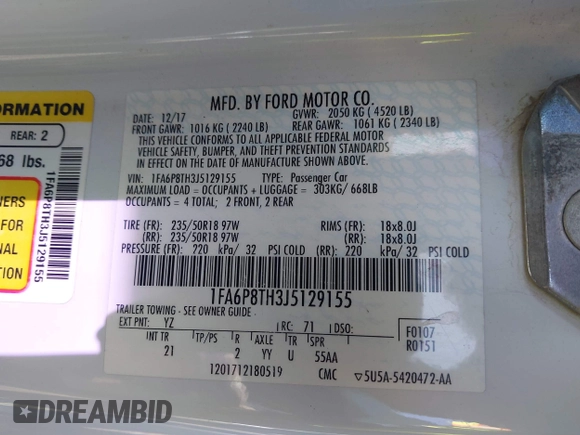 ORMATION
REAR: 2
68 lbs.
1FA6P8TH3J5129155
OWNERS
FOR
NAL
ION
MFD. BY FORD MOTOR CO.
DATE: 12/17 GVWR: 2050 KG ( 4520 LB)
FRONT GAWR: 1016 KG ( 2240 LB) REAR GAWR: 1061 KG ( 2340 LB)
THIS VEHICLE CONFORMS TO ALL APPLICABLE FEDERAL MOTOR
VEHICLE SAFETY, BUMPER, AND THEFT PREVENTION STANDARDS
IN EFFECT ON THE DATE OF MANUFACTURE SHOWN ABOVE.
VIN: 1FA6P8TH3J5129155 TYPE: Passenger Car
MAXIMUM LOAD = OCCUPANTS + LUGGAGE = 303KG/ 668LB
OCCUPANTS = 4 TOTAL; 2 FRONT, 2 REAR
TIRE (FR): 235/50R18 97W RIMS (FR): 18x8.0J
(RR): 235/50R18 97W (RR): 18x8.0J
PRESSURE (FR): 220 kPa/ 32 PSI COLD (RR): 220 kPa/ 32 PSI COLD
1FA6P8TH3J5129155
TRAILER TOWING - SEE OWNER GUIDE.
EXT PNT: YZ RC: 71 DSO: F0107
R0151
INT TR TP/PS R AXLE TR SPR
21 2 YY U 55AA
1201712180519 CMC ▽5U5A-5420472-AA
DREAMBID